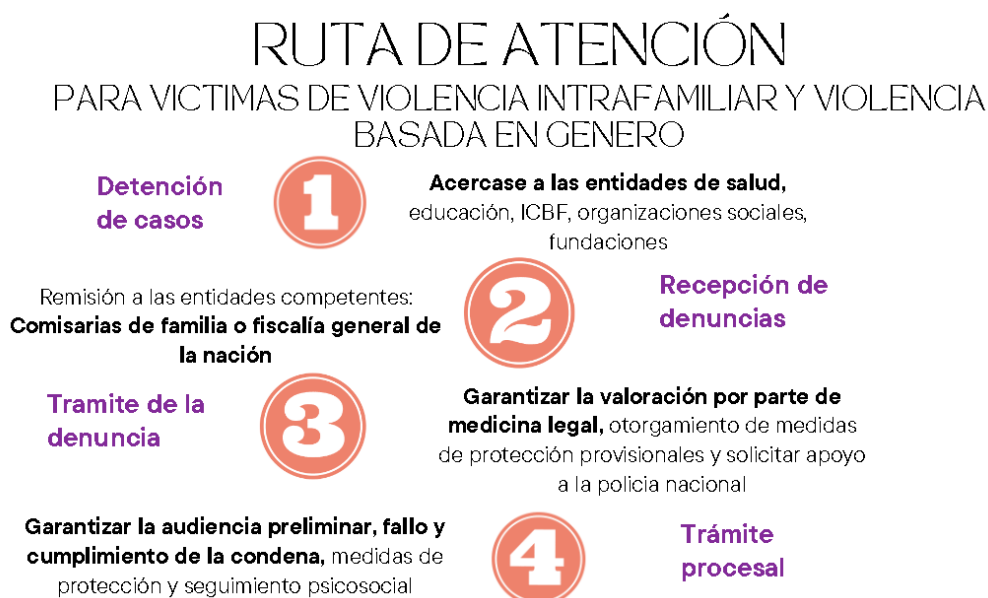 RUTA DE ATENCIÓN
PARA VICTIMAS DE VIOLENCIA INTRAFAMILIAR Y VIOLENCIA
BASADA EN GENERO
Detención
de casos
1
Acercase a las entidades de salud,
educación, ICBF, organizaciones sociales,
fundaciones
Remisión a las entidades competentes:
Comisarias de familia o fiscalía general de
la nación
2
Recepción de
denuncias
Tramite de la
denuncia
3
Garantizar la valoración por parte de
medicina legal, otorgamiento de medidas
de protección provisionales y solicitar apoyo
a la policia nacional
Garantizar la audiencia preliminar, fallo y
cumplimiento de la condena, medidas de
protección y seguimiento psicosocial
4
Trámite
procesal